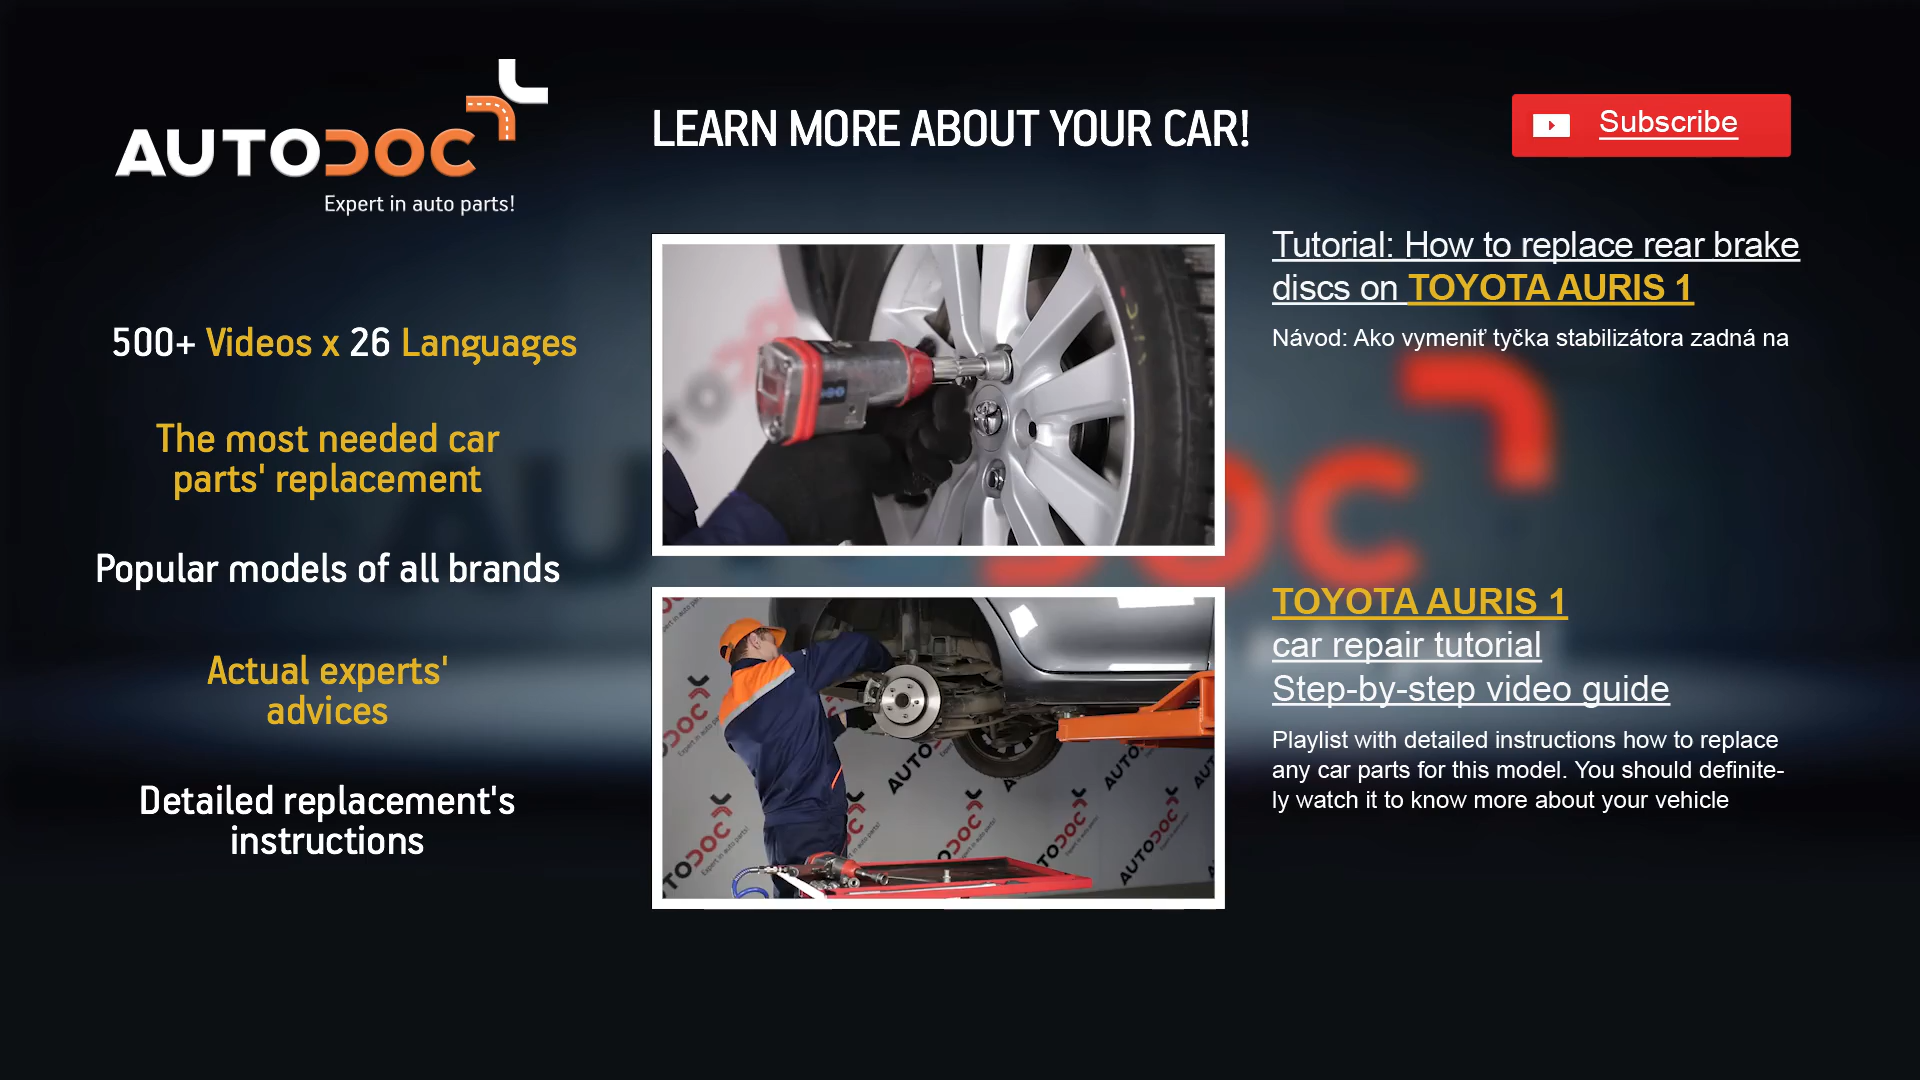 AUTODOC
Expert in auto parts!
LEARN MORE ABOUT YOUR CAR!
Subscribe
500+ Videos x 26 Languages
The most needed car
parts' replacement
Popular models of all brands
Actual experts'
advices
Detailed replacement's
instructions
Tutorial: How to replace rear brake
discs on TOYOTA AURIS 1
Návod: Ako vymeniť tyčka stabilizátora zadná na
TOYOTA AURIS 1
car repair tutorial
Step-by-step video guide
Playlist with detailed instructions how to replace
any car parts for this model. You should definite-
ly watch it to know more about your vehicle